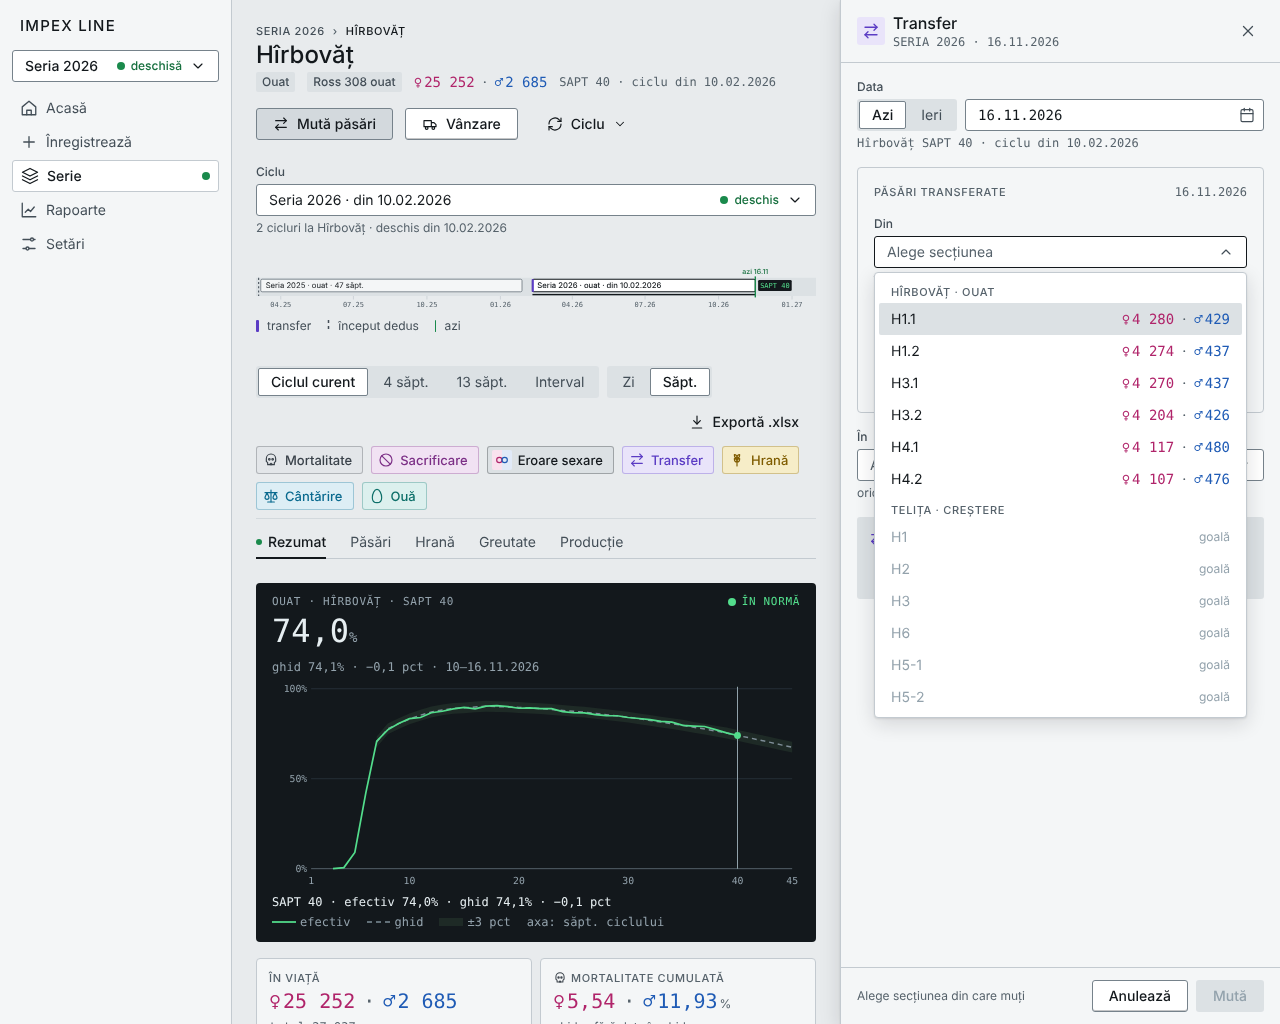 IMPEX LINE
Seria 2026 deschisă
Acasă
Înregistrează
Serie
Rapoarte
Setări
SERIA 2026 › HÎRBOVĂȚ
Hîrbovăț
Ouat Ross 308 ouat ♀25 252 · ♂2 685 SAPT 40 · ciclu din 10.02.2026
Mută păsări Vânzare Ciclu
Ciclu
Seria 2026 · din 10.02.2026 deschis
2 cicluri la Hîrbovăț · deschis din 10.02.2026
azi 16.11
Seria 2025 · ouat · 47 săpt. Seria 2026 · ouat · din 10.02.2026 SAPT 40
04.25 07.25 10.25 01.26 04.26 07.26 10.26 01.27
transfer început dedus azi
Ciclul curent 4 săpt. 13 săpt. Interval Zi Săpt.
Exportă .xlsx
Mortalitate Sacrificare Eroare sexare Transfer Hrană
Cântărire Ouă
Rezumat Păsări Hrană Greutate Producție
OUAT · HÎRBOVĂȚ · SAPT 40 ÎN NORMĂ
74,0%
ghid 74,1% · −0,1 pct · 10–16.11.2026
100%
50%
0%
1 10 20 30 40 45
SAPT 40 · efectiv 74,0% · ghid 74,1% · −0,1 pct
efectiv ghid ±3 pct axa: săpt. ciclului
ÎN VIAȚĂ
♀25 252 · ♂2 685
MORTALITATE CUMULATĂ
♀5,54 · ♂11,93%
Transfer
SERIA 2026 · 16.11.2026
Data
Azi Ieri 16.11.2026
Hîrbovăț SAPT 40 · ciclu din 10.02.2026
PĂSĂRI TRANSFERATE 16.11.2026
Din
Alege secțiunea
HÎRBOVĂȚ · OUAT
H1.1 ♀4 280 · ♂429
H1.2 ♀4 274 · ♂437
H3.1 ♀4 270 · ♂437
H3.2 ♀4 204 · ♂426
H4.1 ♀4 117 · ♂480
H4.2 ♀4 107 · ♂476
TELIȚA · CREȘTERE
H1 goală
H2 goală
H3 goală
H6 goală
H5-1 goală
H5-2 goală
În
Alege secțiunea din care muți Anulează Mută